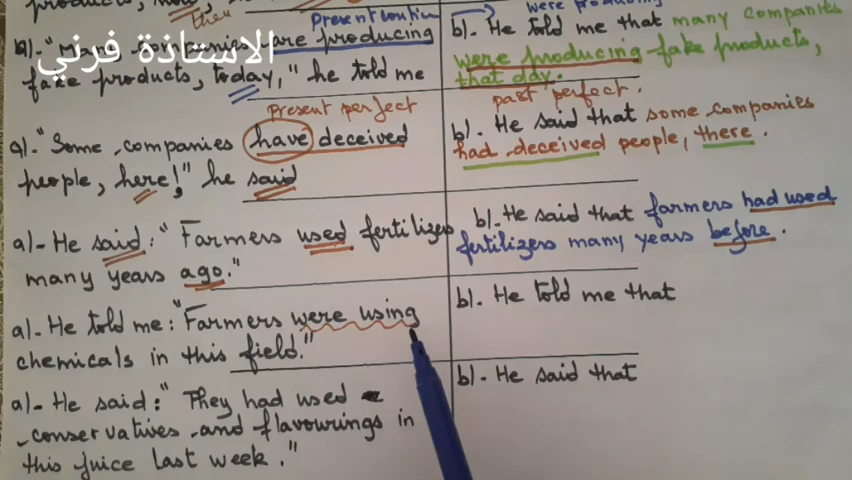 then
Present contin
were producing
a)- "Many companies are producing
fake products, today," he told me
b)- He told me that many companies
were producing fake products,
that day.
الاستاذة فرني
Present perfect
a)- "Some companies have deceived
people, here!," he said
past perfect.
b)- He said that some companies
had deceived people, there.
a)- He said: "Farmers used fertilizers
many years ago."
b)- He said that farmers had used
fertilizers many years before.
a)- He told me: "Farmers were using
chemicals in this field."
b)- He told me that
a)- He said: "They had used
conservatives and flavourings in
this juice last week."
b)- He said that